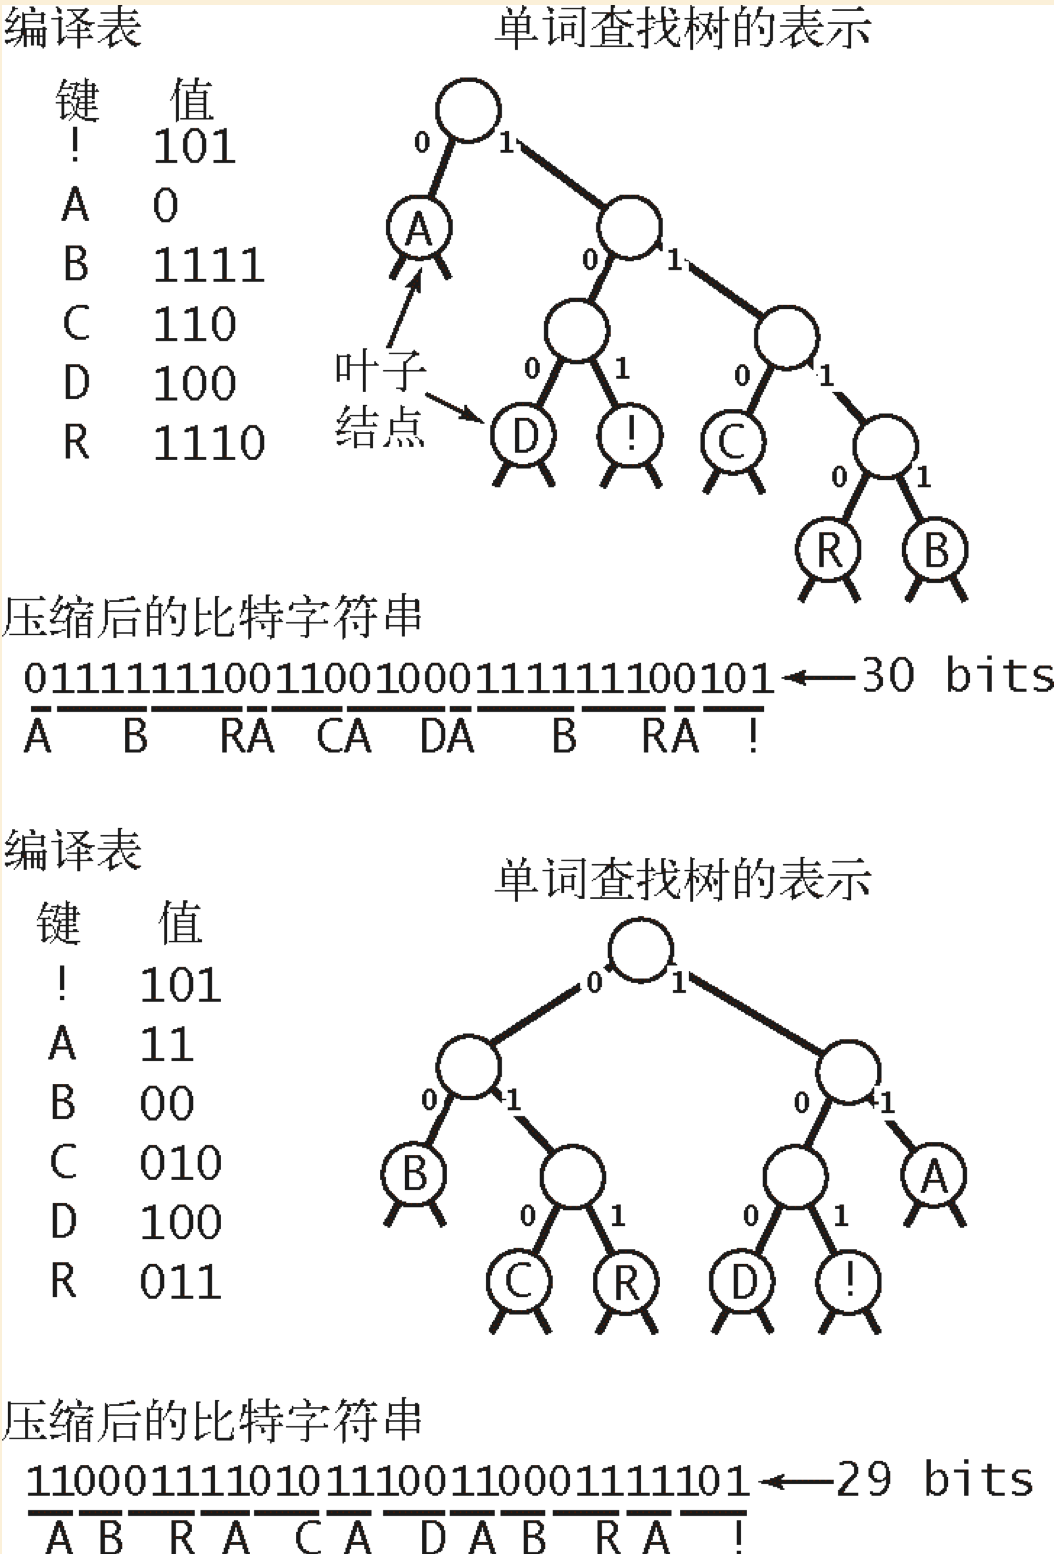 编译表
单词查找树的表示
键 值
! 101
A 0
B 1111
C 110
D 100
R 1110
0 1
A
0 1
0 1 0 1
叶子
结点
D ! C
0 1
R B
压缩后的比特字符串
011111110011001000111111100101 30 bits
A B RA CA DA B RA !
编译表
单词查找树的表示
键 值
! 101
A 11
B 00
C 010
D 100
R 011
0 1
0 1 0 1
B A
0 1 0 1
C R D !
压缩后的比特字符串
11000111101011100110001111101 29 bits
A B R A C A D A B R A !